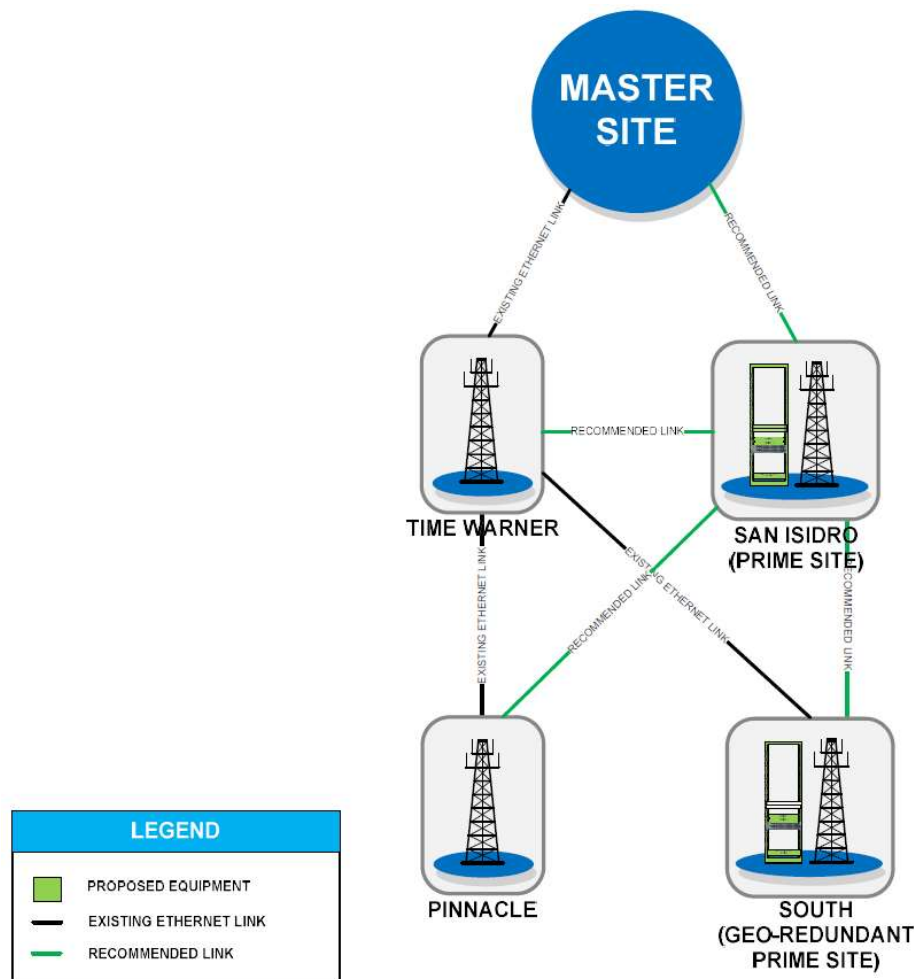 MASTER
SITE
EXISTING ETHERNET LINK
RECOMMENDED LINK
RECOMMENDED LINK
TIME WARNER
SAN ISIDRO
(PRIME SITE)
EXISTING ETHERNET LINK
RECOMMENDED LINK
EXISTING ETHERNET LINK
RECOMMENDED LINK
PINNACLE
SOUTH
(GEO-REDUNDANT
PRIME SITE)
LEGEND
PROPOSED EQUIPMENT
EXISTING ETHERNET LINK
RECOMMENDED LINK